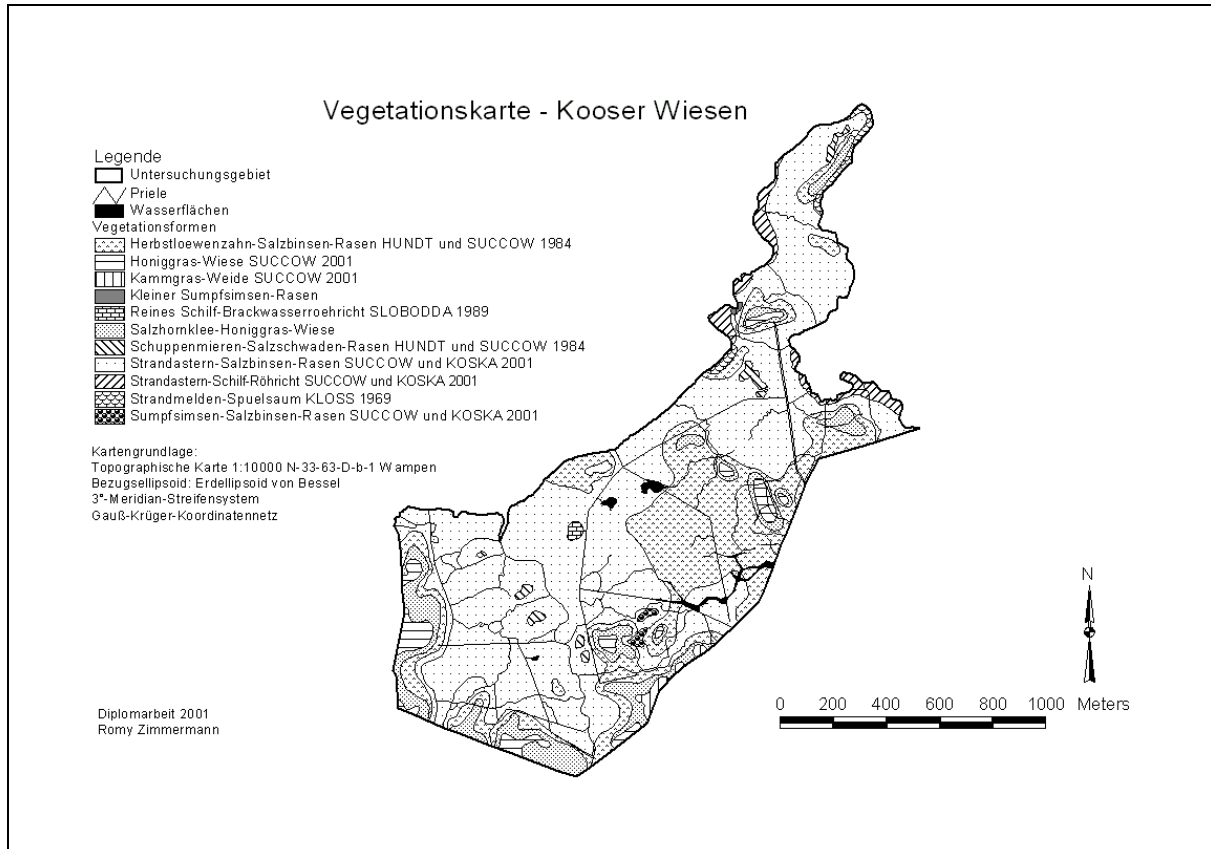 Vegetationskarte - Kooser Wiesen
Legende
Untersuchungsgebiet
Priele
Wasserflächen
Vegetationsformen
Herbstloewenzahn-Salzbinsen-Rasen HUNDT und SUCCOW 1984
Honiggras-Wiese SUCCOW 2001
Kammgras-Weide SUCCOW 2001
Kleiner Sumpfsimsen-Rasen
Reines Schilf-Brackwasserroehricht SLOBODDA 1989
Salzhornklee-Honiggras-Wiese
Schuppenmieren-Salzschwaden-Rasen HUNDT und SUCCOW 1984
Strandastern-Salzbinsen-Rasen SUCCOW und KOSKA 2001
Strandastern-Schilf-Röhricht SUCCOW und KOSKA 2001
Strandmelden-Spuelsaum KLOSS 1969
Sumpfsimsen-Salzbinsen-Rasen SUCCOW und KOSKA 2001
Kartengrundlage:
Topographische Karte 1:10000 N-33-63-D-b-1 Wampen
Bezugsellipsoid: Erdellipsoid von Bessel
3°-Meridian-Streifensystem
Gauß-Krüger-Koordinatennetz
N
0 200 400 600 800 1000 Meters
Diplomarbeit 2001
Romy Zimmermann